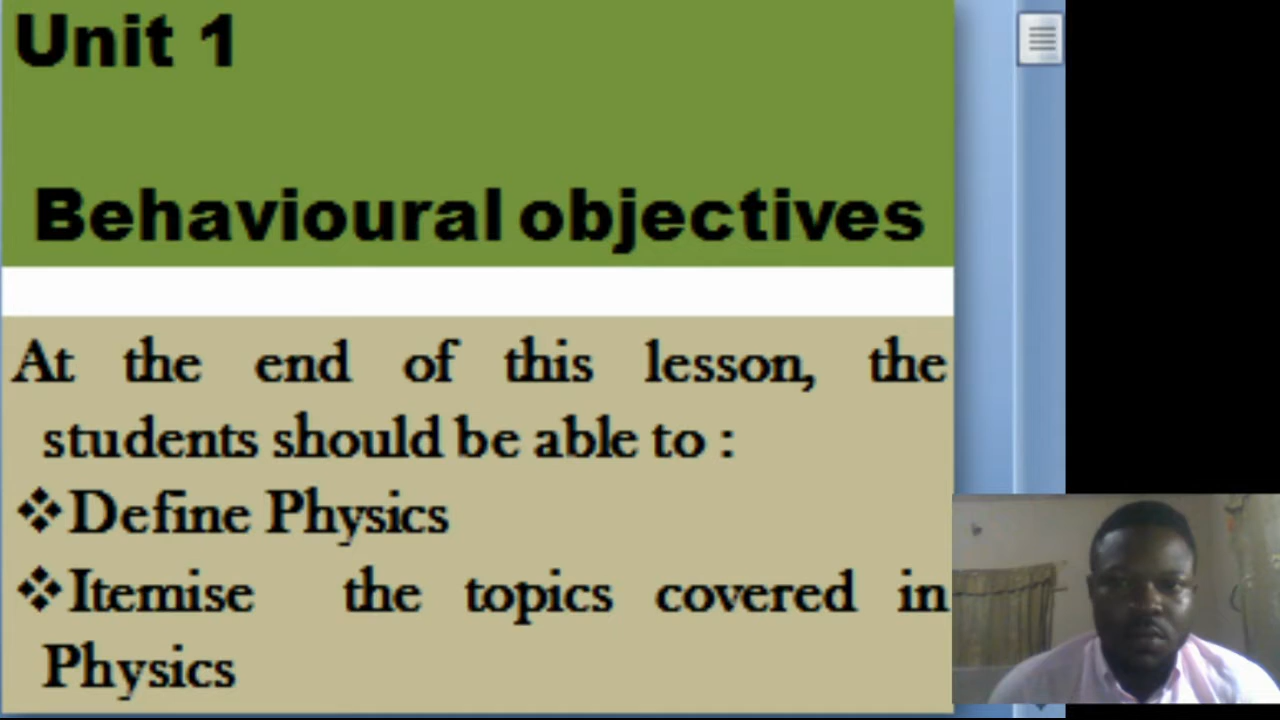 Unit 1
Behavioural objectives
At the end of this lesson, the
students should be able to :
❖Define Physics
❖Itemise the topics covered in
Physics